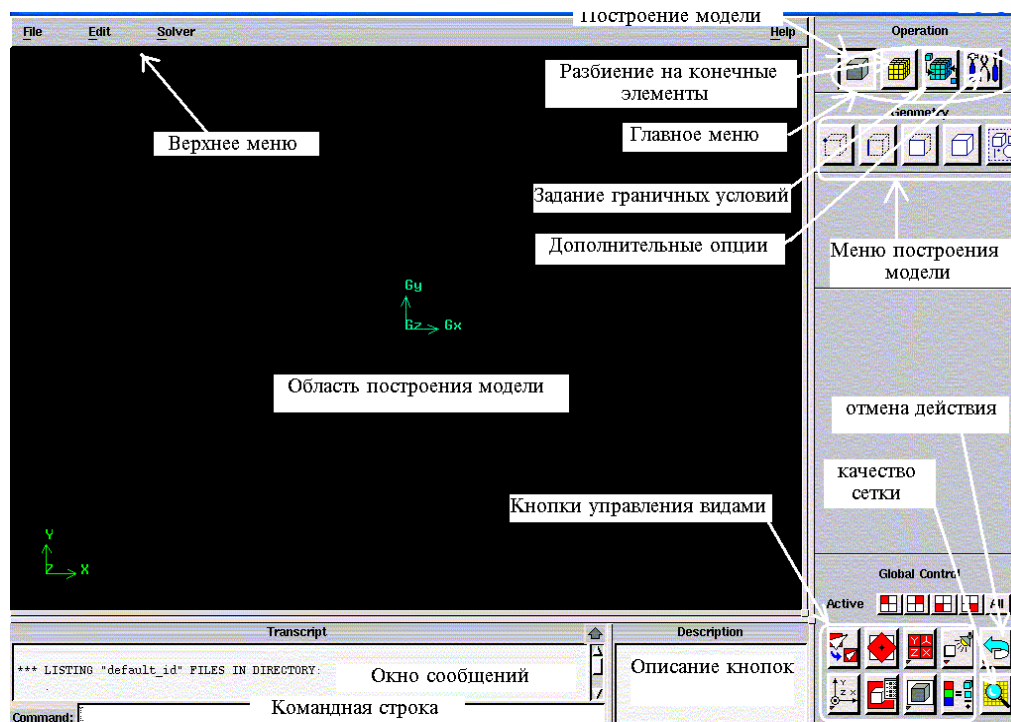 Построение модели
File Edit Solver Help
Operation
Разбиение на конечные
элементы
Главное меню
Верхнее меню
Geometry
Задание граничных условий
Дополнительные опции
Меню построения
модели
Gy
Gz Gx
Область построения модели
отмена действия
качество
сетки
Кнопки управления видами
Y
Z X
Global Control
Active All
Transcript
Description
*** LISTING "default_id" FILES IN DIRECTORY:
Окно сообщений
Описание кнопок
Командная строка
Command: